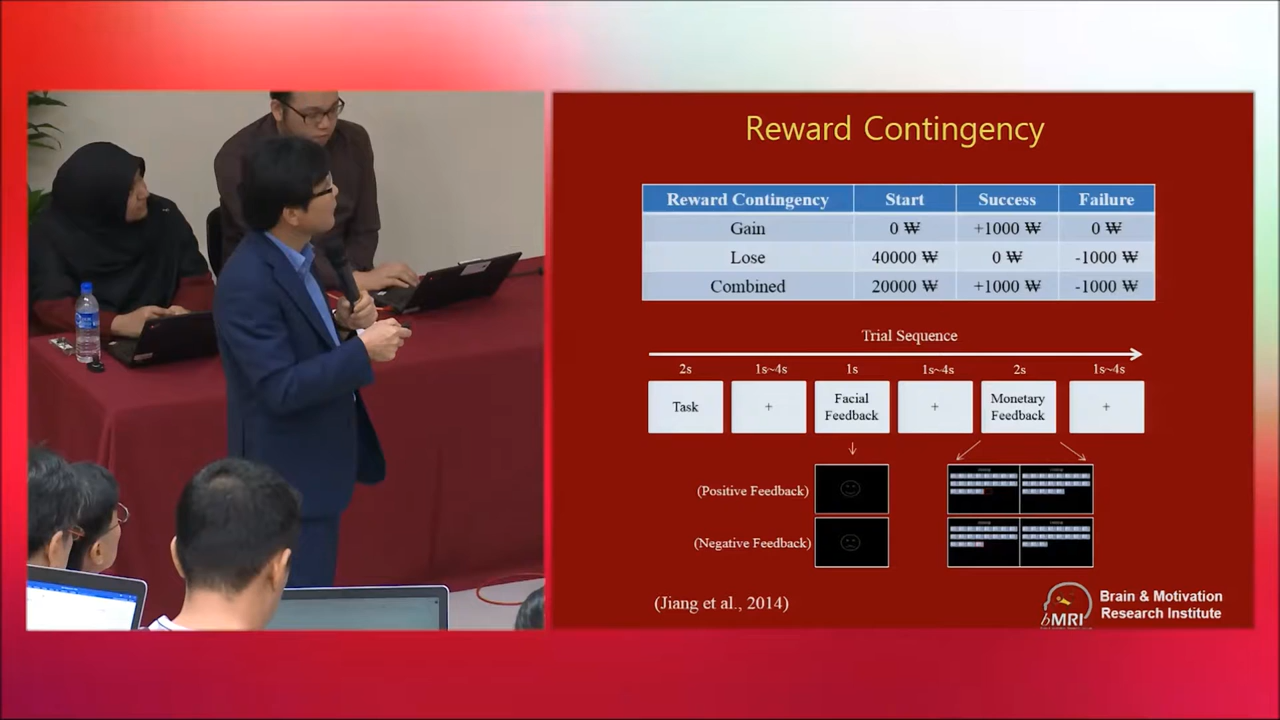 Reward Contingency
Reward Contingency Start Success Failure
Gain 0 ₩ +1000 ₩ 0 ₩
Lose 40000 ₩ 0 ₩ -1000 ₩
Combined 20000 ₩ +1000 ₩ -1000 ₩
Trial Sequence
2s 1s~4s 1s 1s~4s 2s 1s~4s
Task + Facial Feedback + Monetary Feedback +
(Positive Feedback)
(Negative Feedback)
(Jiang et al., 2014)
bMRI
Brain & Motivation
Research Institute